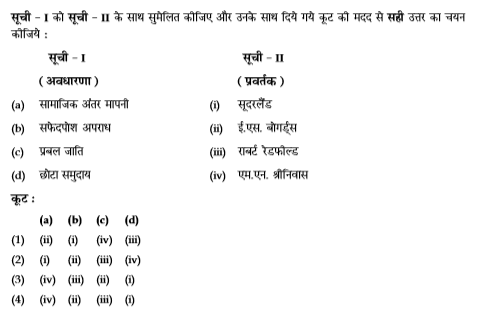 सूची - I को सूची - II के साथ सुमेलित कीजिए और उनके साथ दिये गये कूट की मदद से सही उत्तर का चयन
कीजिये :
सूची - I सूची - II
( अवधारणा ) ( प्रवर्तक )
(a) सामाजिक अंतर मापनी (i) सूदरलैंड
(b) सफेदपोश अपराध (ii) ई.एस. बोगर्ड्स
(c) प्रबल जाति (iii) राबर्ट रेडफील्ड
(d) छोटा समुदाय (iv) एम.एन. श्रीनिवास
कूट :
(a) (b) (c) (d)
(1) (ii) (i) (iv) (iii)
(2) (i) (ii) (iii) (iv)
(3) (iv) (iii) (ii) (i)
(4) (iv) (ii) (iii) (i)